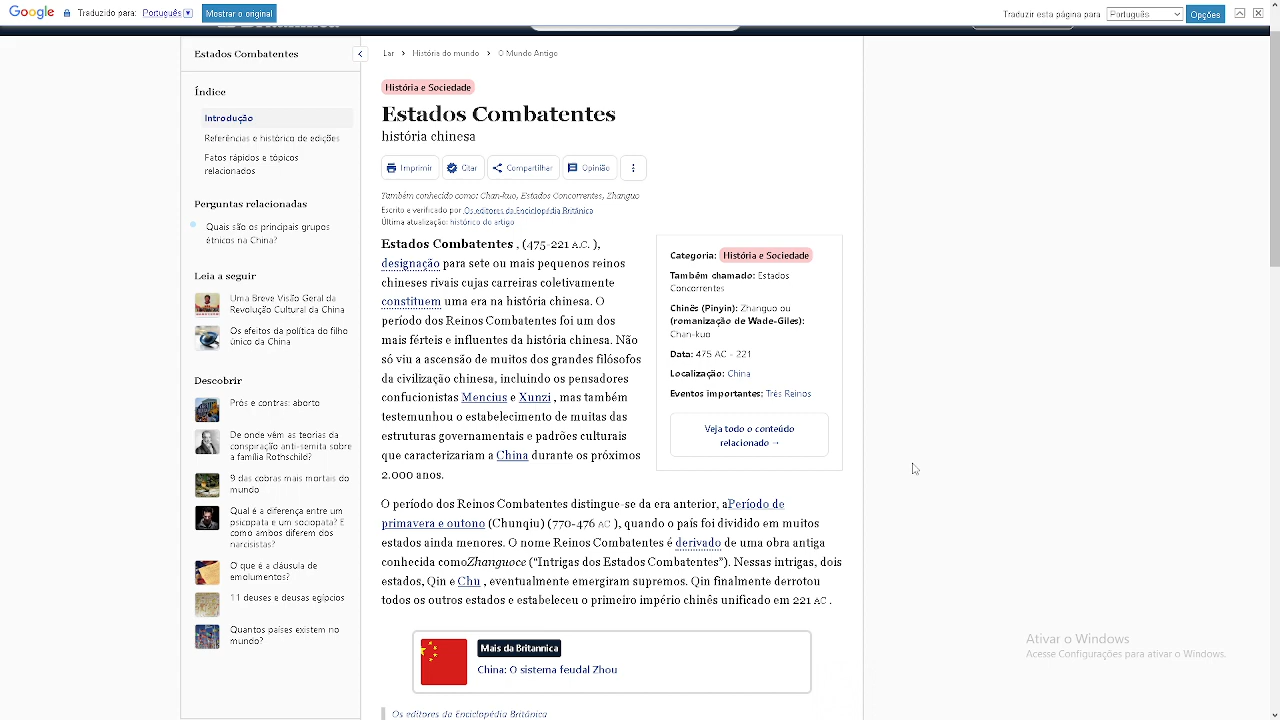 Google Traduzido para: Português Mostrar o original Traduzir esta página para Português Opções
Estados Combatentes
Índice
Introdução
Referências e histórico de edições
Fatos rápidos e tópicos
relacionados
Perguntas relacionadas
Quais são os principais grupos
étnicos na China?
Leia a seguir
Uma Breve Visão Geral da
Revolução Cultural da China
Os efeitos da política do filho
único da China
Descobrir
Prós e contras: aborto
De onde vêm as teorias da
conspiração anti-semita sobre
a família Rothschild?
9 das cobras mais mortais do
mundo
Qual é a diferença entre um
psicopata e um sociopata? E
como ambos diferem dos
narcisistas?
O que é a cláusula de
emolumentos?
11 deuses e deusas egípcios
Quantos países existem no
mundo?
Lar > História do mundo > O Mundo Antigo
História e Sociedade
Estados Combatentes
história chinesa
Imprimir Citar Compartilhar Opinião
Também conhecido como: Chan-kuo, Estados Concorrentes, Zhanguo
Escrito e verificado por Os editores da Enciclopédia Britânica
Última atualização: histórico do artigo
Estados Combatentes , (475-221 A.C. ),
designação para sete ou mais pequenos reinos
chineses rivais cujas carreiras coletivamente
constituem uma era na história chinesa. O
período dos Reinos Combatentes foi um dos
mais férteis e influentes da história chinesa. Não
só viu a ascensão de muitos dos grandes filósofos
da civilização chinesa, incluindo os pensadores
confucionistas Mencius e Xunzi , mas também
testemunhou o estabelecimento de muitas das
estruturas governamentais e padrões culturais
que caracterizariam a China durante os próximos
2.000 anos.
Categoria: História e Sociedade
Também chamado: Estados
Concorrentes
Chinês (Pinyin): Zhanguo ou
(romanização de Wade-Giles):
Chan-kuo
Data: 475 AC - 221
Localização: China
Eventos importantes: Três Reinos
Veja todo o conteúdo
relacionado →
O período dos Reinos Combatentes distingue-se da era anterior, aPeríodo de
primavera e outono (Chunqiu) (770-476 AC ), quando o país foi dividido em muitos
estados ainda menores. O nome Reinos Combatentes é derivado de uma obra antiga
conhecida comoZhanguoce (“Intrigas dos Estados Combatentes”). Nessas intrigas, dois
estados, Qin e Chu , eventualmente emergiram supremos. Qin finalmente derrotou
todos os outros estados e estabeleceu o primeiro império chinês unificado em 221 AC .
Mais da Britannica
China: O sistema feudal Zhou
Os editores da Enciclopédia Britânica
Ativar o Windows
Acesse Configurações para ativar o Windows.